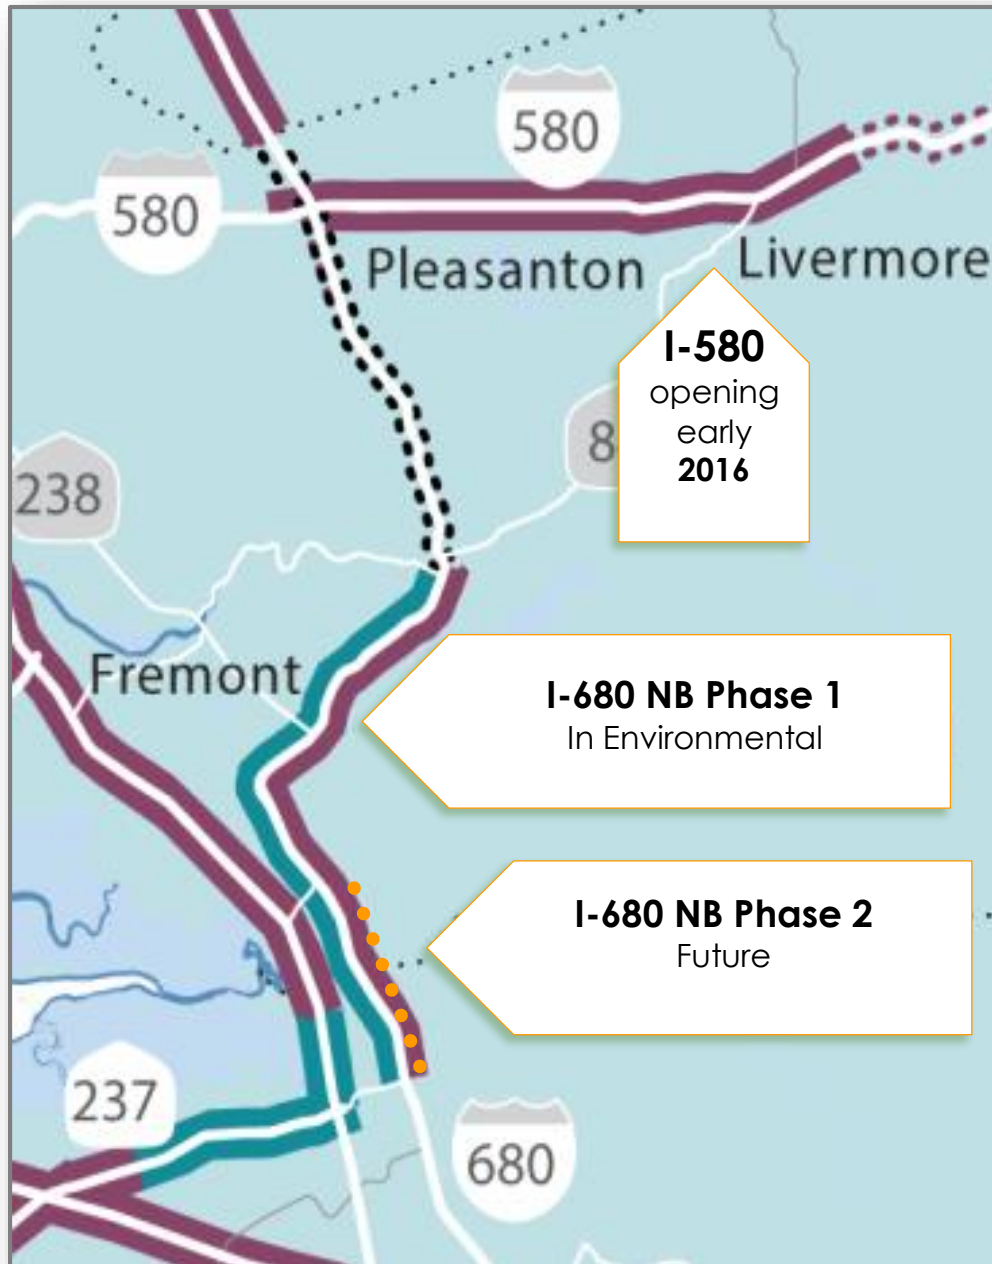 580
580
Pleasanton
Livermore
I-580
opening
early
2016
8
238
Fremont
I-680 NB Phase 1
In Environmental
I-680 NB Phase 2
Future
237
680